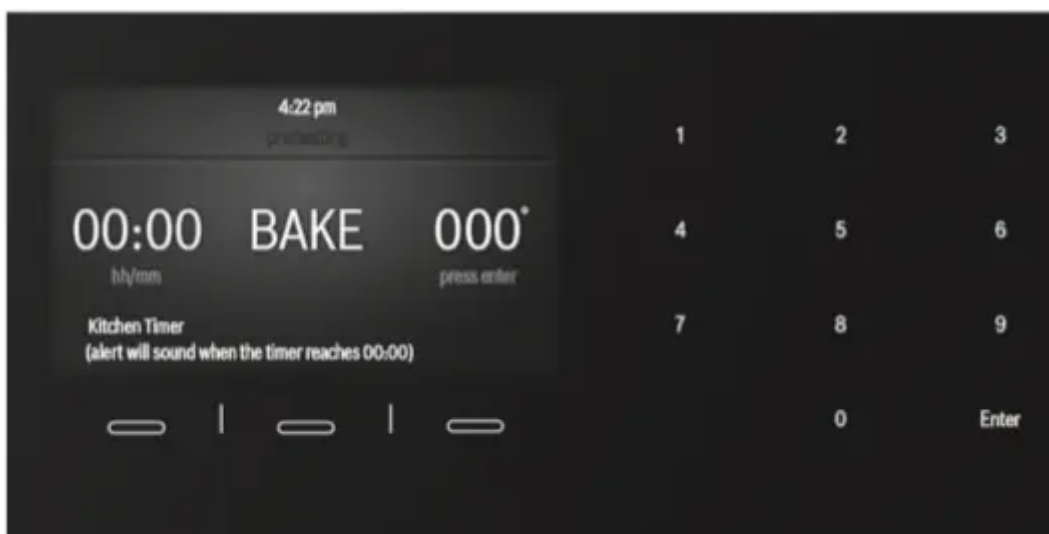 4:22 pm
preheating
00:00 BAKE 000°
hh/mm press enter
Kitchen Timer
(alert will sound when the timer reaches 00:00)
1 2 3
4 5 6
7 8 9
0 Enter